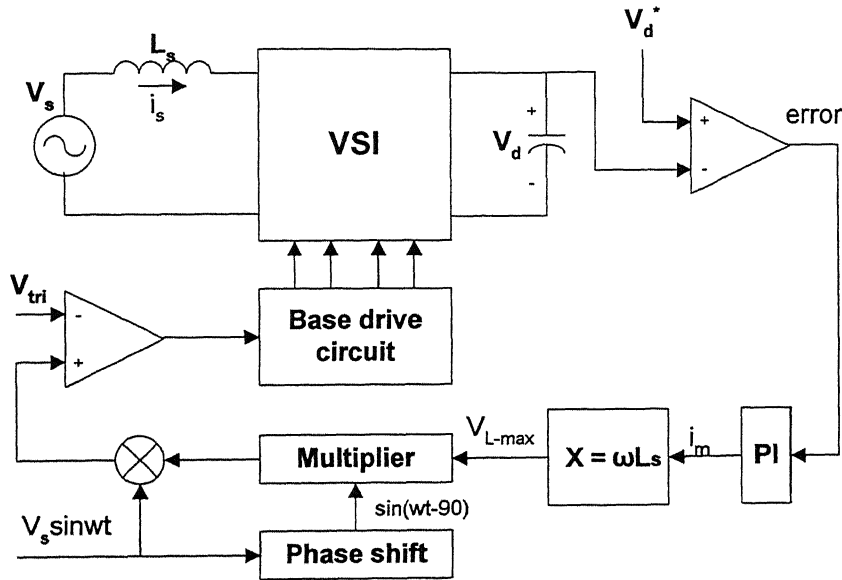 V_d*
L_s
V_s
i_s
VSI
+
V_d
-
+
-
error
V_tri
-
+
Base drive
circuit
V_L-max
X = ωL_s
i_m
PI
Multiplier
sin(wt-90)
V_s sinwt
Phase shift